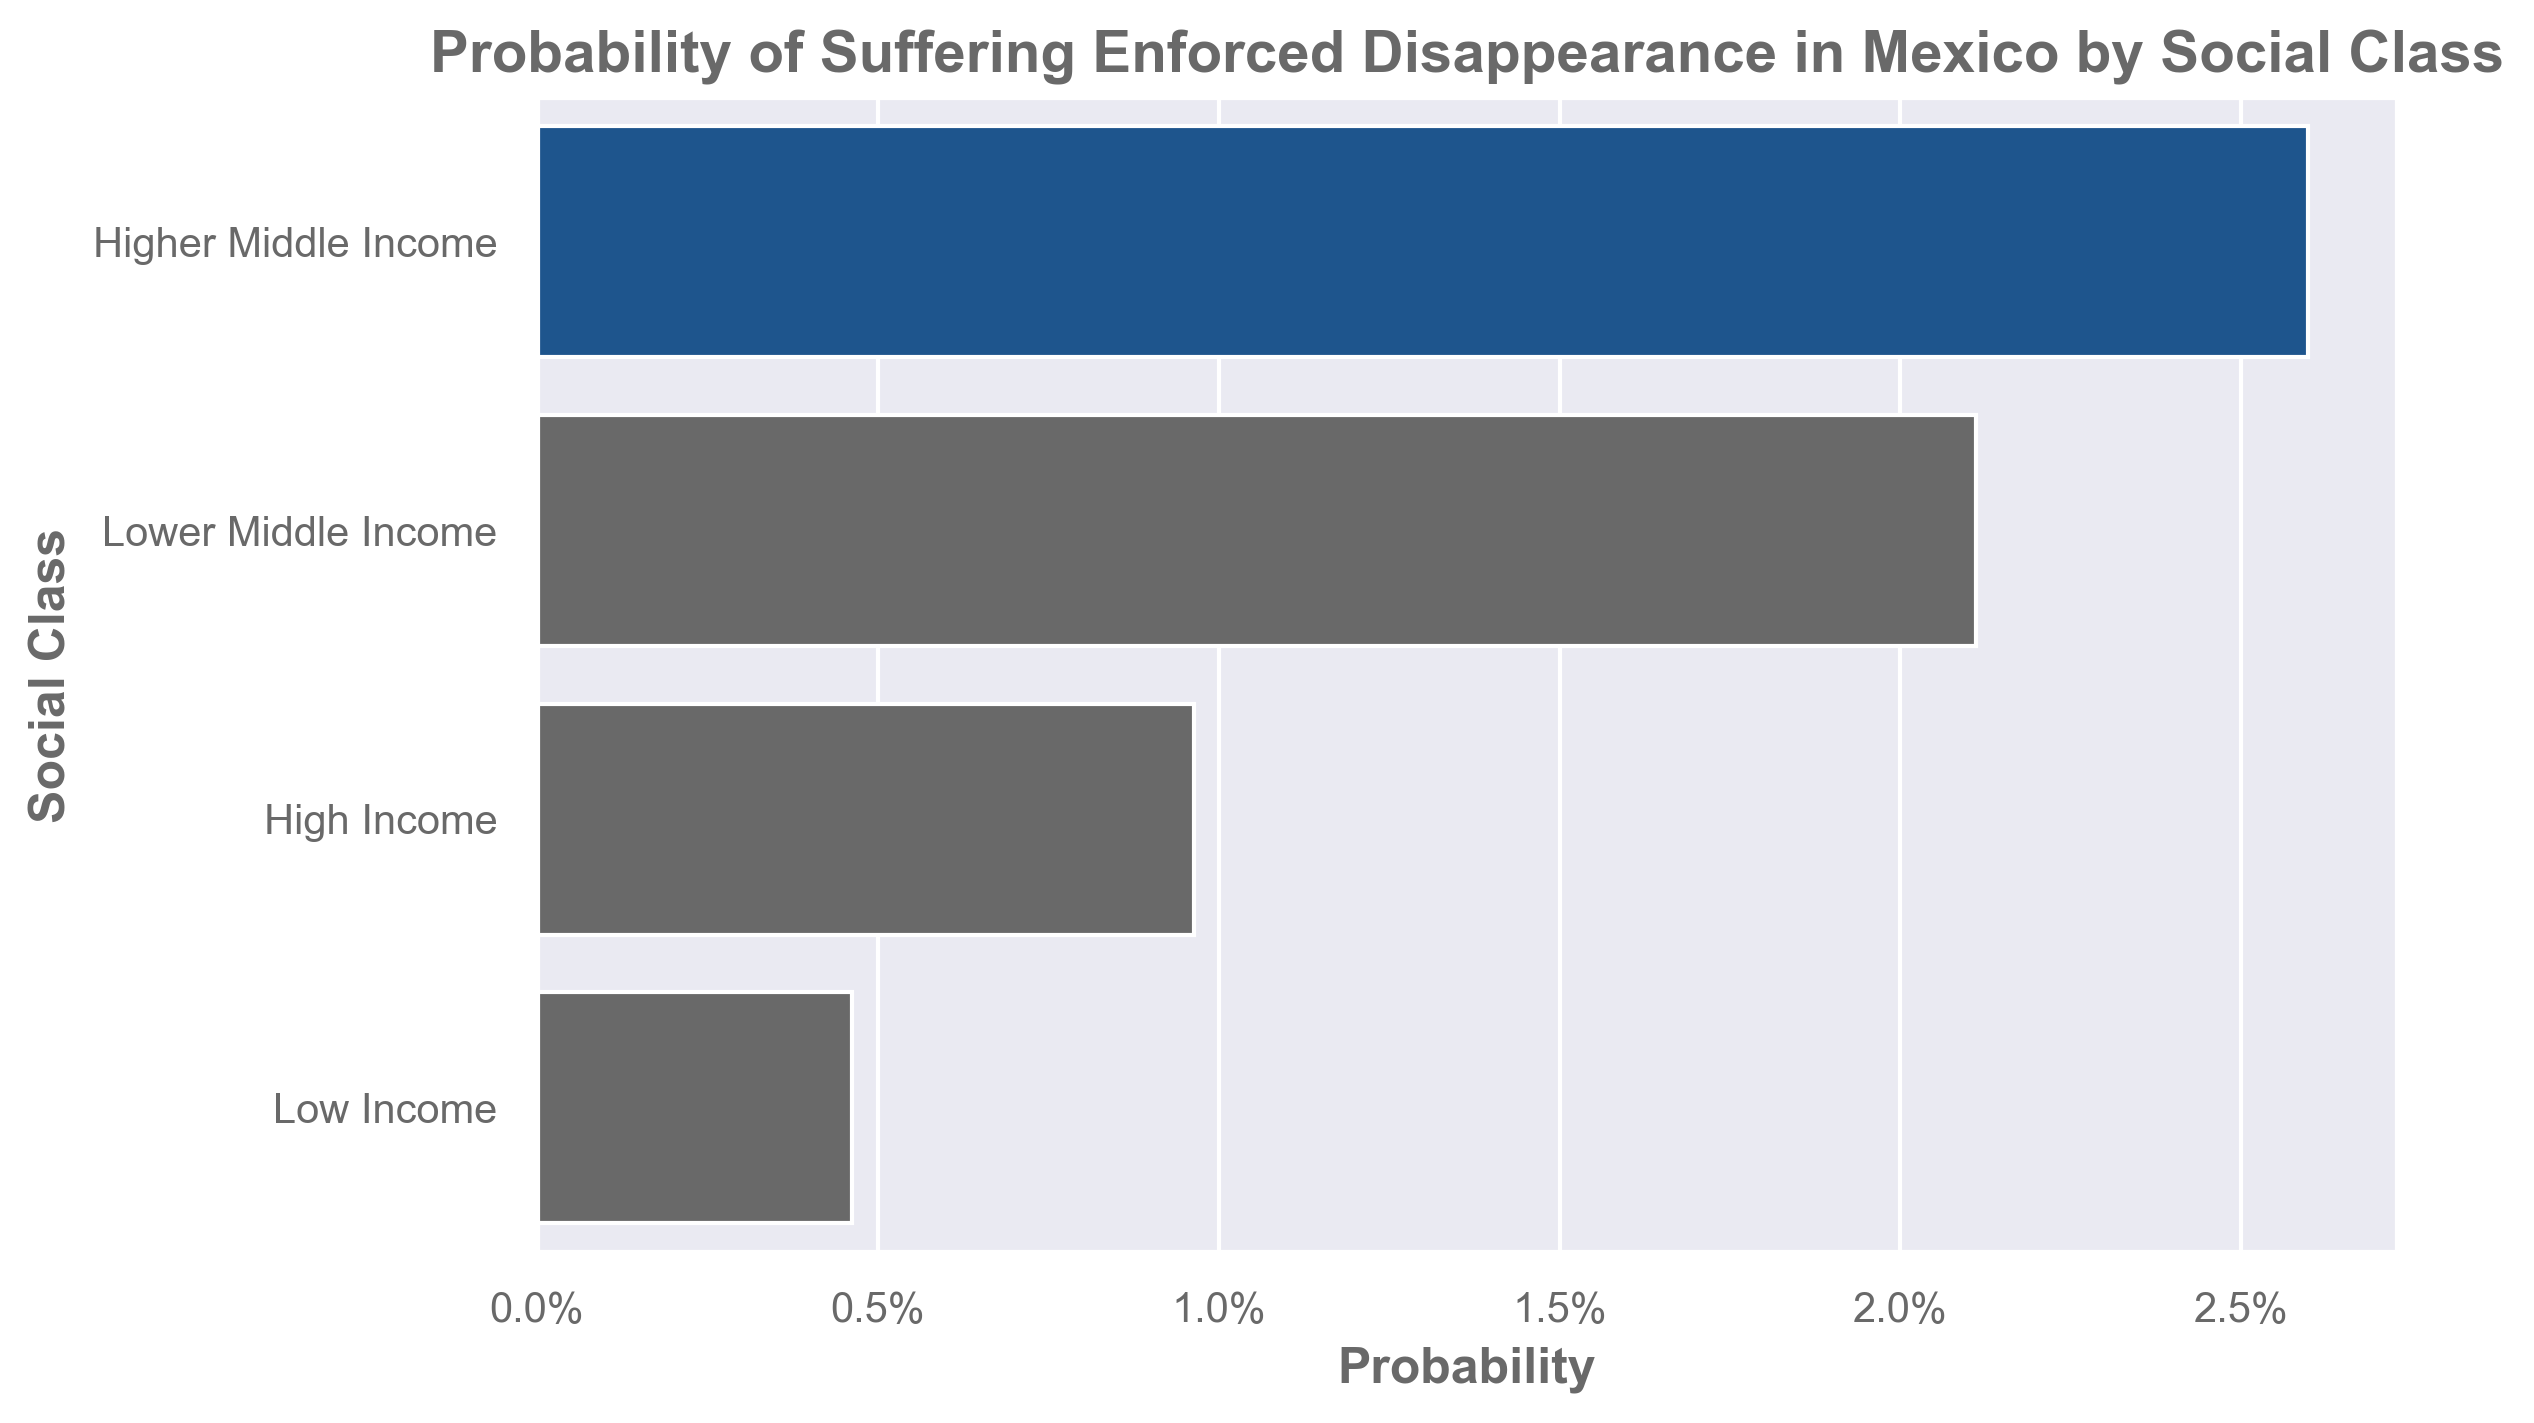 Probability of Suffering Enforced Disappearance in Mexico by Social Class
Social Class
Higher Middle Income
Lower Middle Income
High Income
Low Income
0.0% 0.5% 1.0% 1.5% 2.0% 2.5%
Probability